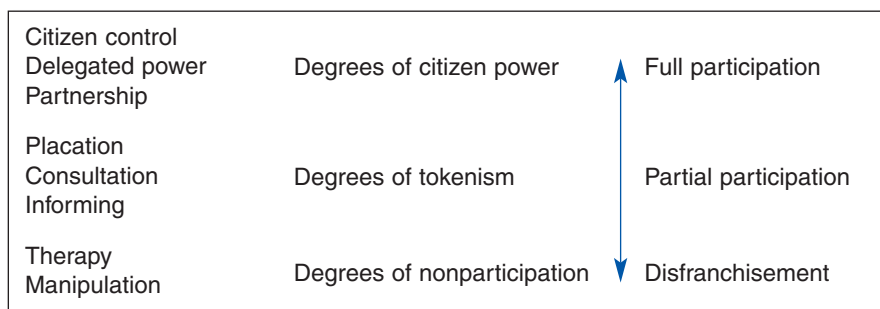 Citizen control
Delegated power Degrees of citizen power Full participation
Partnership
Placation
Consultation Degrees of tokenism Partial participation
Informing
Therapy
Manipulation Degrees of nonparticipation Disfranchisement